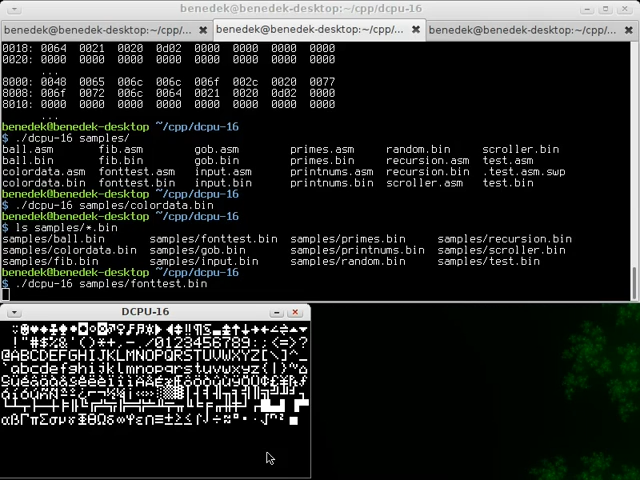 benedek@benedek-desktop:~/cpp/dcpu-16
benedek@benedek-desktop:~/cpp/... benedek@benedek-desktop:~/cpp/... benedek@benedek-desktop:~/cpp/...
0018: 0064 0021 0020 0d02 0000 0000 0000 0000
0020: 0000 0000 0000 0000 0000 0000 0000 0000
...
8000: 0048 0065 006c 006c 006f 002c 0020 0077
8008: 006f 0072 006c 0064 0021 0020 0d02 0000
8010: 0000 0000 0000 0000 0000 0000 0000 0000
...
benedek@benedek-desktop ~/cpp/dcpu-16
$ ./dcpu-16 samples/
ball.asm fib.asm gob.asm primes.asm random.bin scroller.bin
ball.bin fib.bin gob.bin primes.bin recursion.asm test.asm
colordata.asm fonttest.asm input.asm printnums.asm recursion.bin .test.asm.swp
colordata.bin fonttest.bin input.bin printnums.bin scroller.asm test.bin
benedek@benedek-desktop ~/cpp/dcpu-16
$ ./dcpu-16 samples/colordata.bin
benedek@benedek-desktop ~/cpp/dcpu-16
$ ls samples/*.bin
samples/ball.bin samples/fonttest.bin samples/primes.bin samples/recursion.bin
samples/colordata.bin samples/gob.bin samples/printnums.bin samples/scroller.bin
samples/fib.bin samples/input.bin samples/random.bin samples/test.bin
benedek@benedek-desktop ~/cpp/dcpu-16
$ ./dcpu-16 samples/fonttest.bin
DCPU-16
!"#$%&'()*+,-./0123456789:;<=>?
@ABCDEFGHIJKLMNOPQRSTUVWXYZ[\]^_
`abcdefghijklmnopqrstuvwxyz{|}~